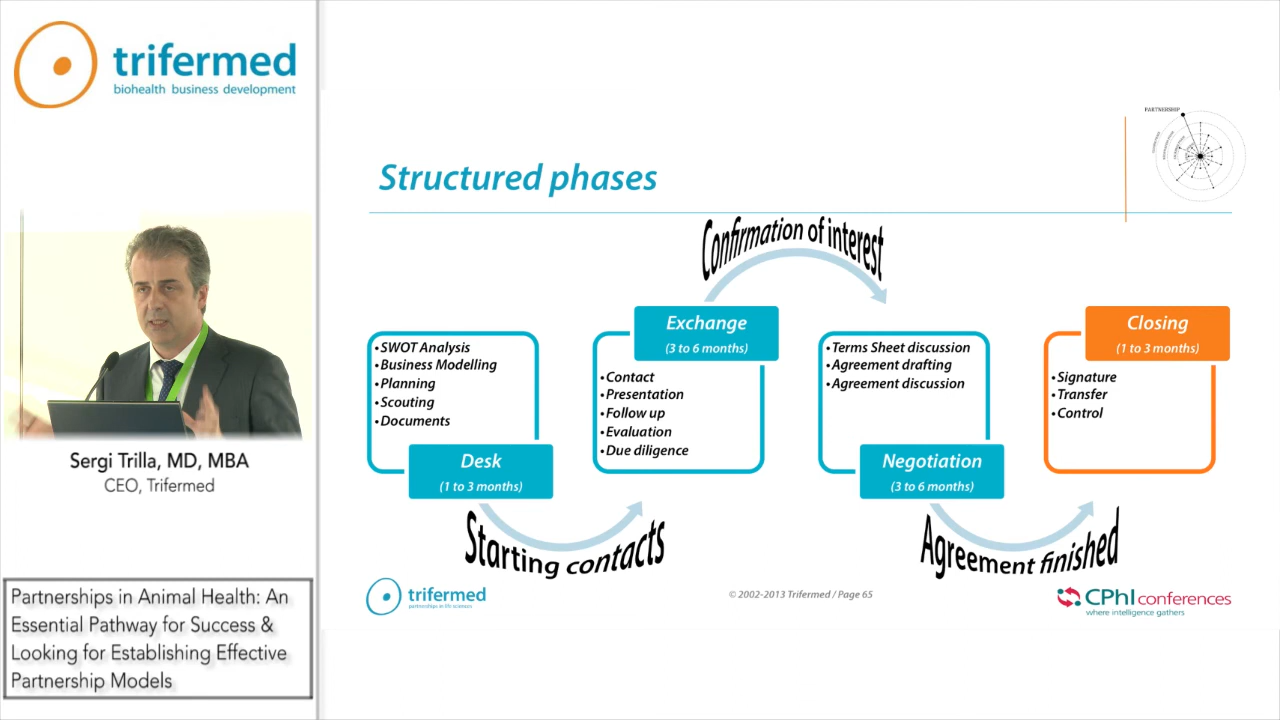 trifermed
biohealth business development
Sergi Trilla, MD, MBA
CEO, Trifermed
Partnerships in Animal Health: An
Essential Pathway for Success &
Looking for Establishing Effective
Partnership Models
PARTNERSHIP
Structured phases
Confirmation of interest
•SWOT Analysis
•Business Modelling
•Planning
•Scouting
•Documents
Desk
(1 to 3 months)
Starting contacts
Exchange
(3 to 6 months)
•Contact
•Presentation
•Follow up
•Evaluation
•Due diligence
•Terms Sheet discussion
•Agreement drafting
•Agreement discussion
Negotiation
(3 to 6 months)
Agreement finished
Closing
(1 to 3 months)
•Signature
•Transfer
•Control
trifermed
partnerships in life sciences
© 2002-2013 Trifermed / Page 65
CPhI conferences
where intelligence gathers